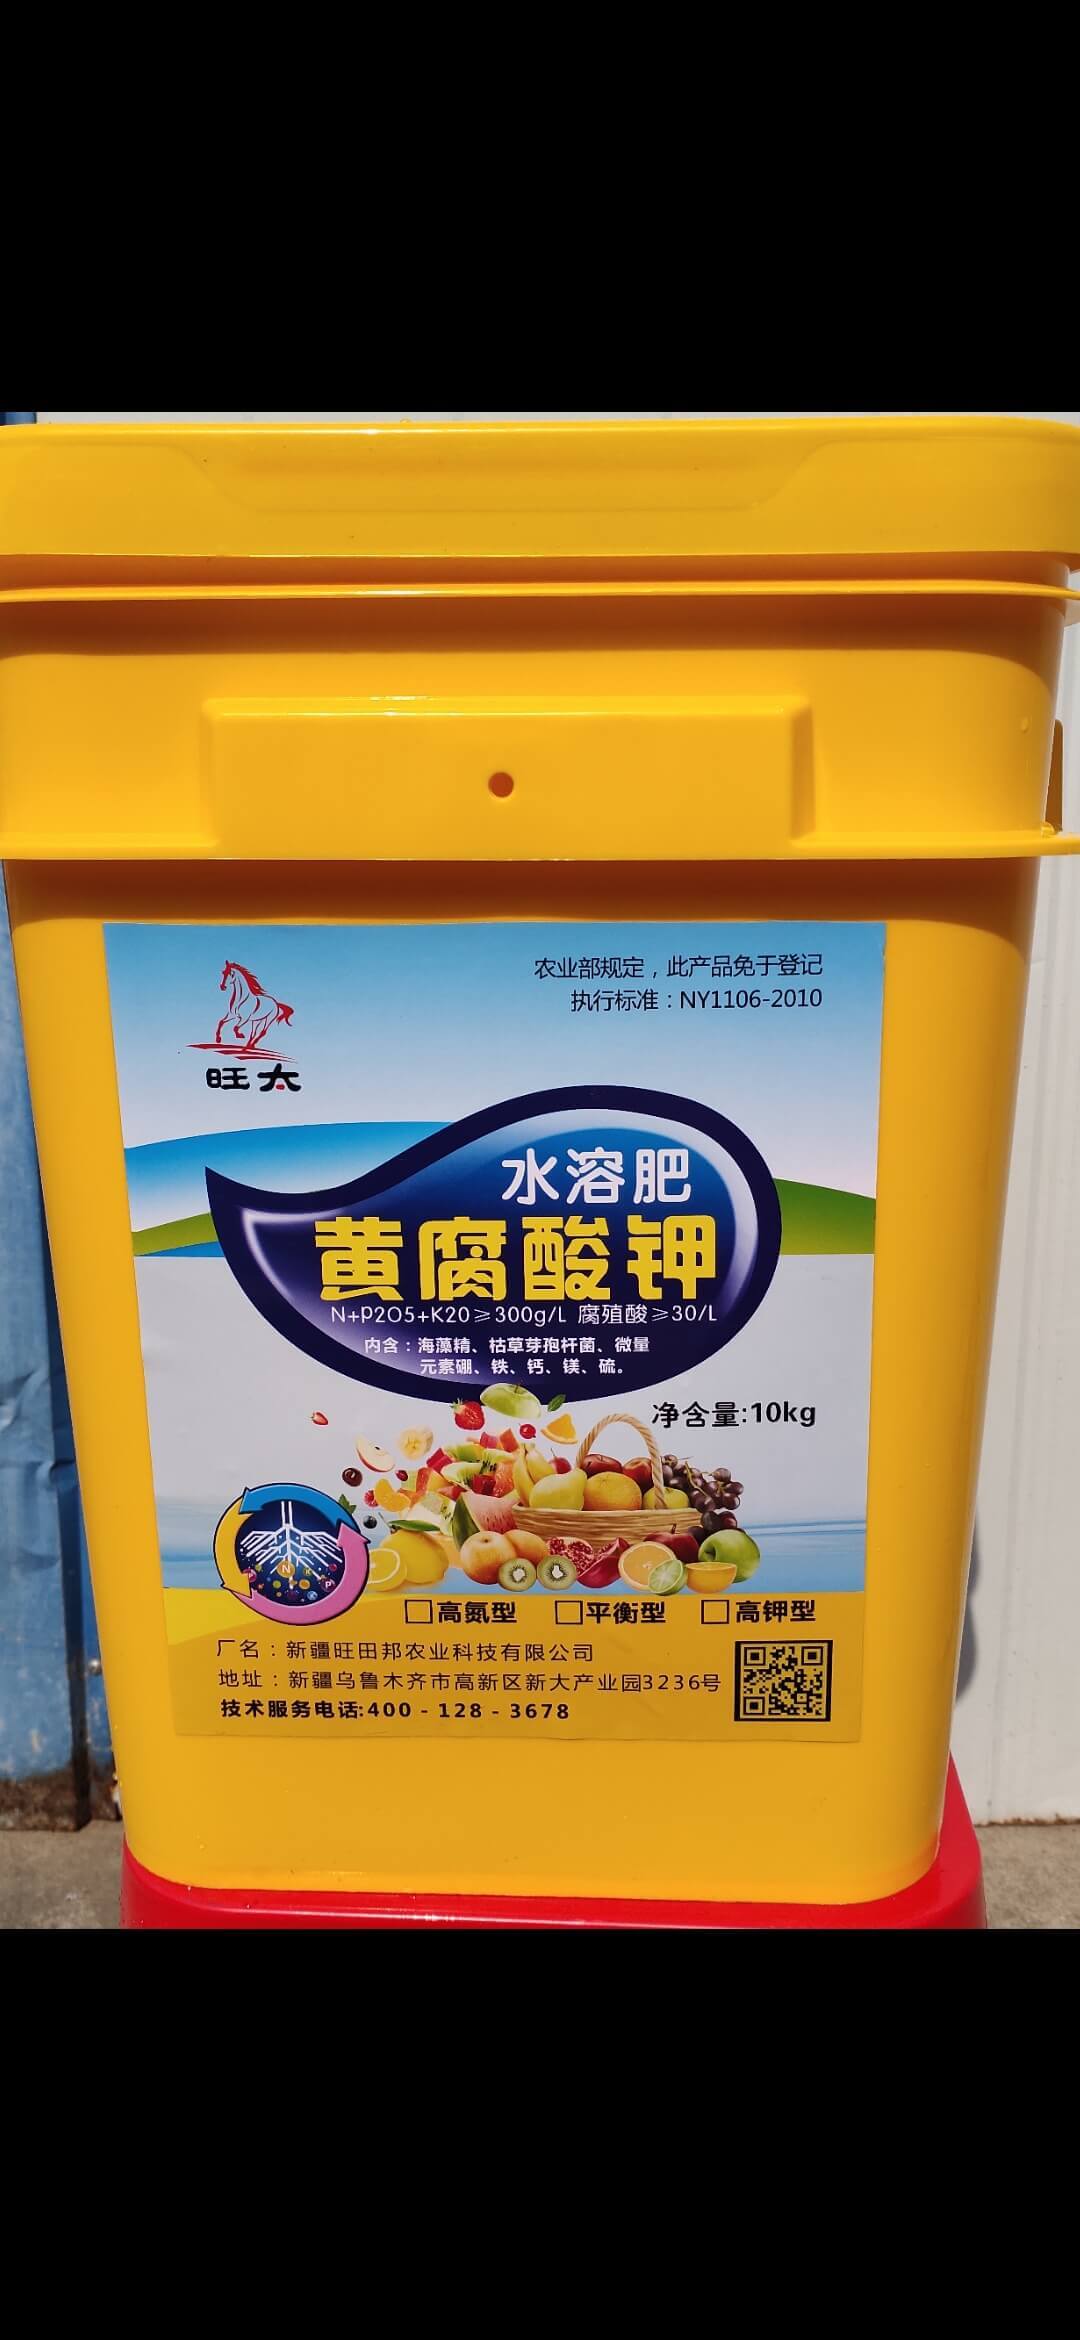 农业部规定，此产品免于登记
执行标准：NY1106-2010
旺太
水溶肥
黄腐酸钾
N+P2O5+K20≥300g/L 腐殖酸≥30/L
内含：海藻精、枯草芽孢杆菌、微量
元素硼、铁、钙、镁、硫。
净含量:10kg
□高氮型 □平衡型 □高钾型
厂名：新疆旺田邦农业科技有限公司
地址：新疆乌鲁木齐市高新区新大产业园3236号
技术服务电话:400-128-3678